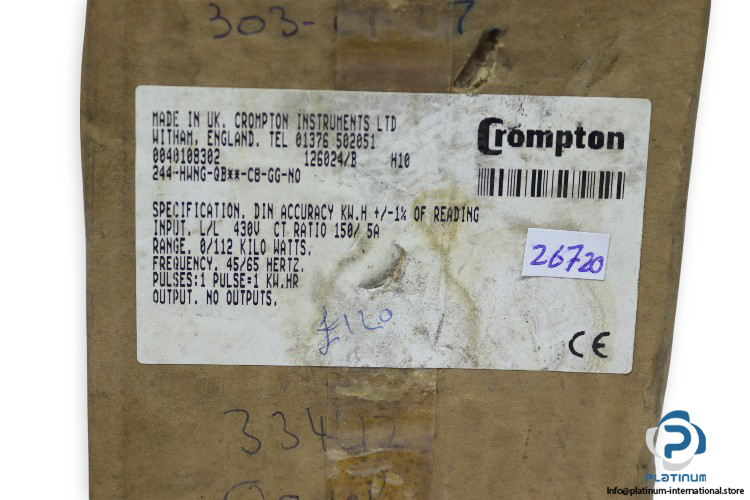 MADE IN UK. CROMPTON INSTRUMENTS LTD
WITHAM, ENGLAND. TEL 01376 502051
0040108302 126024/B H10
244-HWNG-QB**-C8-GG-NO
Crompton
SPECIFICATION. DIN ACCURACY KW.H +/-1% OF READING
INPUT. L/L 430V CT RATIO 150/ 5A
RANGE. 0/112 KILO WATTS.
FREQUENCY. 45/65 HERTZ.
PULSES:1 PULSE=1 KW.HR
OUTPUT. NO OUTPUTS.
26720
£120
CE
PLATINUM
Info@platinum-international.store